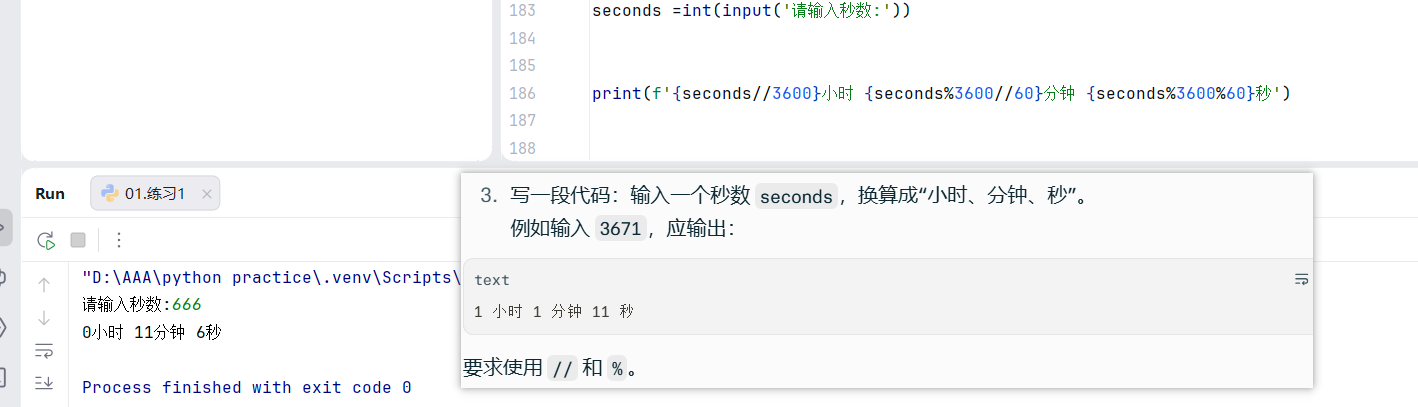 183 seconds =int(input('请输入秒数:'))
184
185
186 print(f'{seconds//3600}小时 {seconds%3600//60}分钟 {seconds%3600%60}秒')
187
188
Run 01.练习1
"D:\AAA\python practice\.venv\Scripts\
请输入秒数:666
0小时 11分钟 6秒
Process finished with exit code 0
3. 写一段代码：输入一个秒数 seconds，换算成“小时、分钟、秒”。
例如输入 3671，应输出：
text
1 小时 1 分钟 11 秒
要求使用 // 和 %。